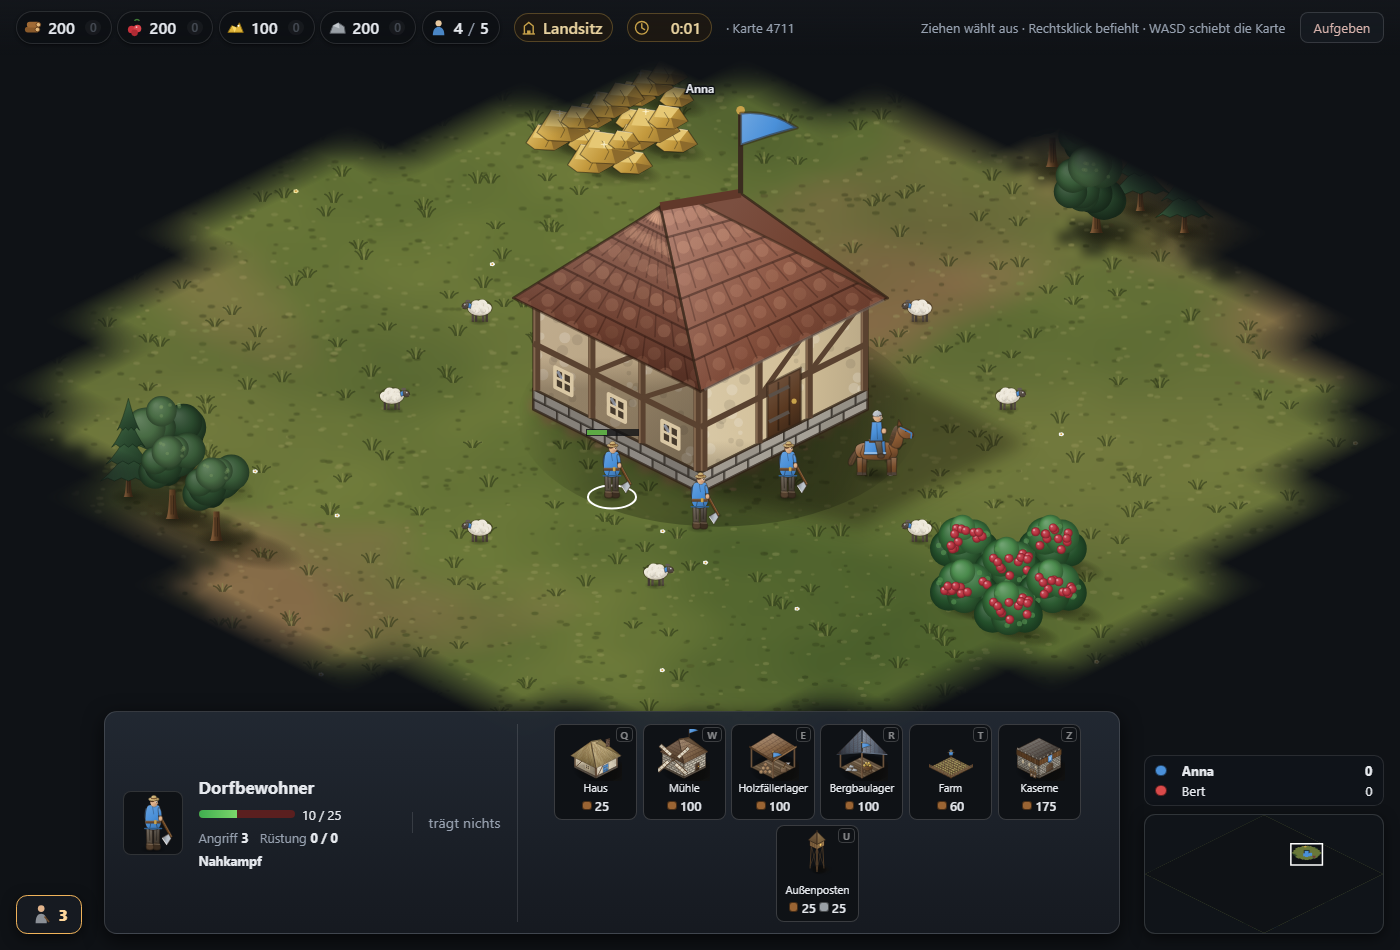 200 0 200 0 100 0 200 0 4 / 5 Landsitz 0:01 · Karte 4711 Ziehen wählt aus · Rechtsklick befiehlt · WASD schiebt die Karte Aufgeben
Anna
Dorfbewohner
10 / 25
Angriff 3 Rüstung 0 / 0
Nahkampf
trägt nichts
Q W E R T Z
Haus Mühle Holzfällerlager Bergbaulager Farm Kaserne
25 100 100 100 60 175
U
Außenposten
25 25
Anna 0
Bert 0
3